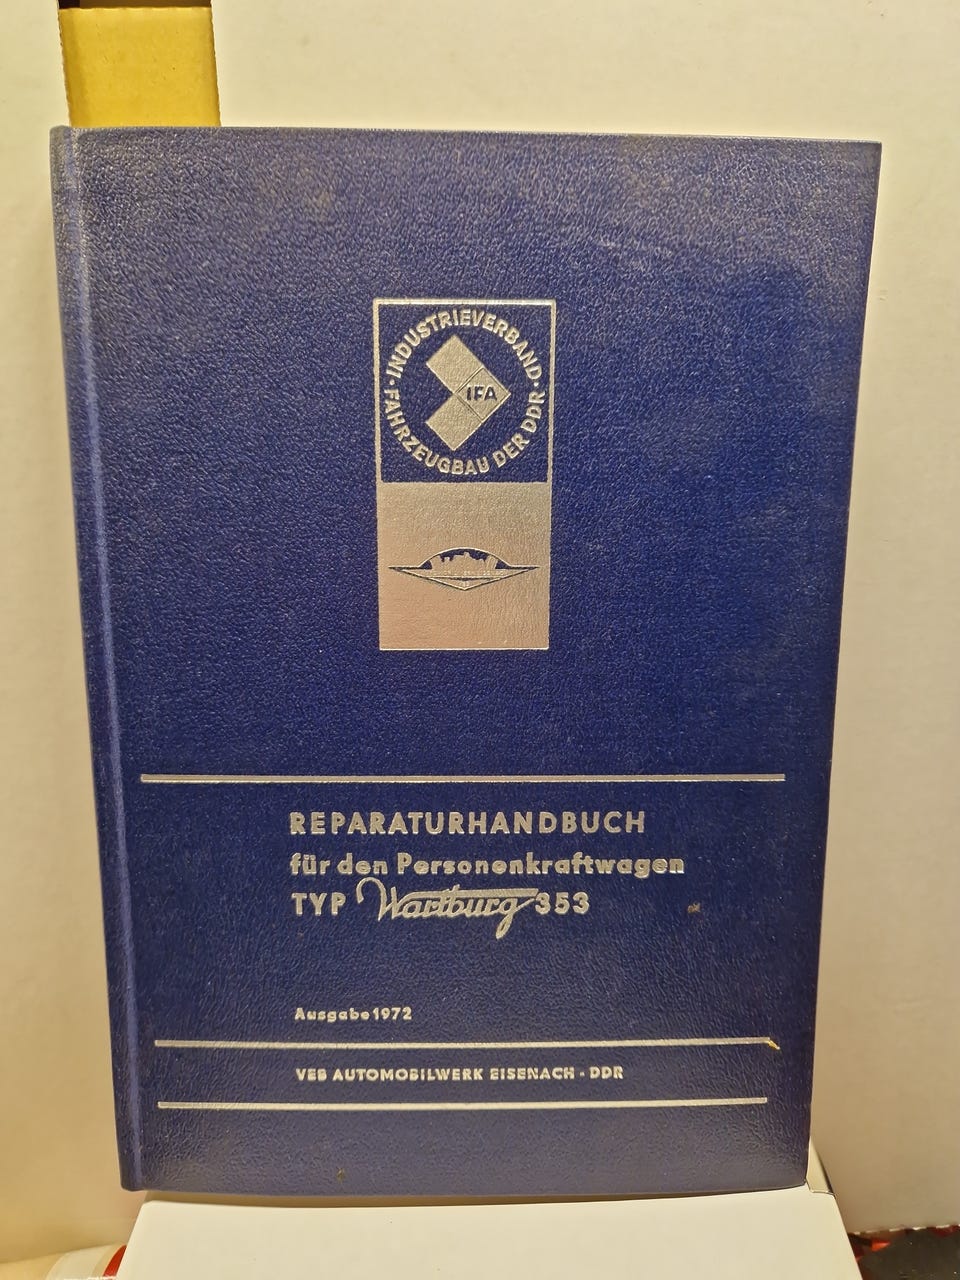 · INDUSTRIEVERBAND ·
FAHRZEUGBAU DER DDR
IFA
REPARATURHANDBUCH
für den Personenkraftwagen
TYP Wartburg 353
Ausgabe 1972
VEB AUTOMOBILWERK EISENACH - DDR